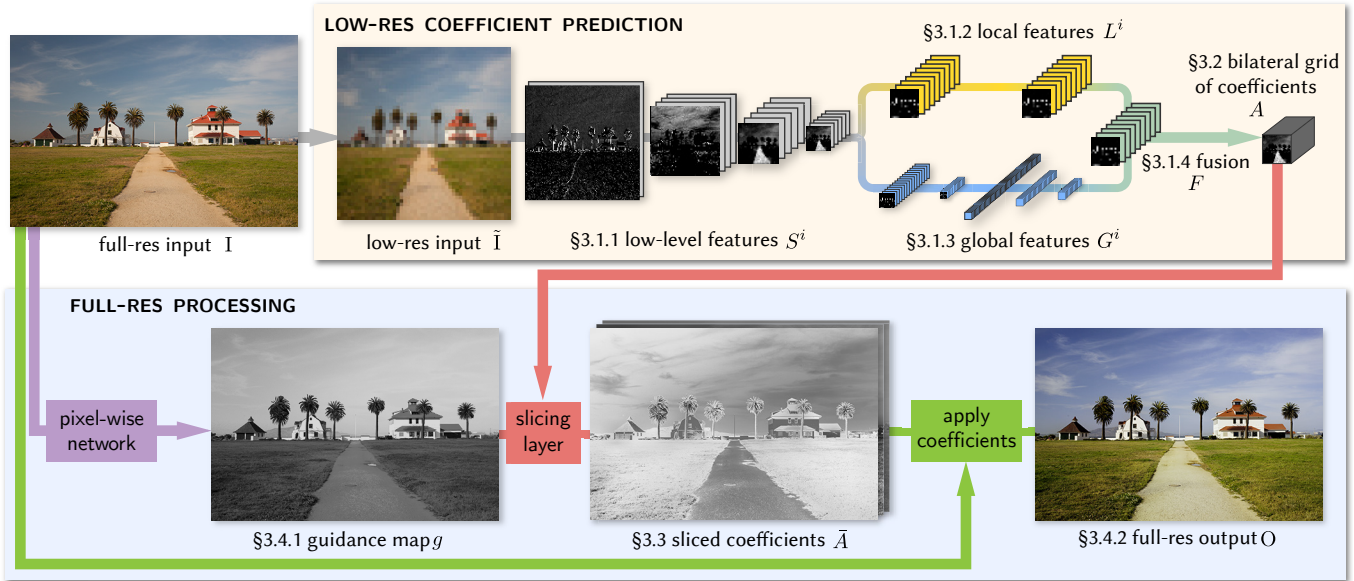 LOW-RES COEFFICIENT PREDICTION
§3.1.2 local features Lⁱ
§3.2 bilateral grid
of coefficients
A
§3.1.4 fusion
F
full-res input I
low-res input Ĩ
§3.1.1 low-level features Sⁱ
§3.1.3 global features Gⁱ
FULL-RES PROCESSING
pixel-wise
network
slicing
layer
apply
coefficients
§3.4.1 guidance map g
§3.3 sliced coefficients Ā
§3.4.2 full-res output O